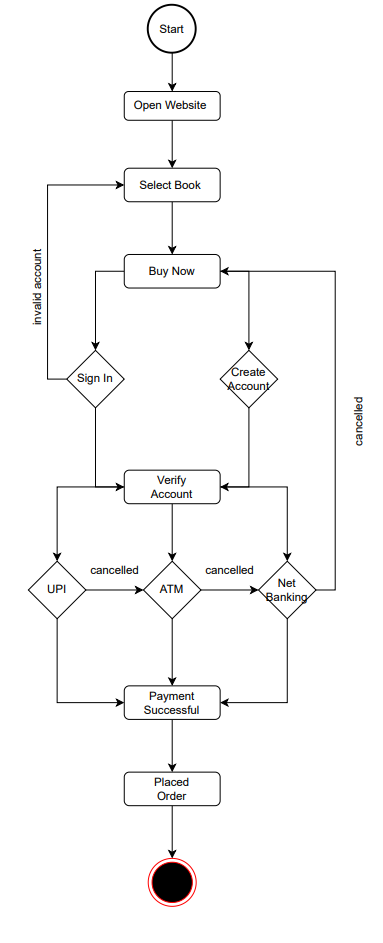 Start
Open Website
Select Book
invalid account
Buy Now
Sign In
Create
Account
cancelled
Verify
Account
cancelled
cancelled
UPI
ATM
Net
Banking
Payment
Successful
Placed
Order